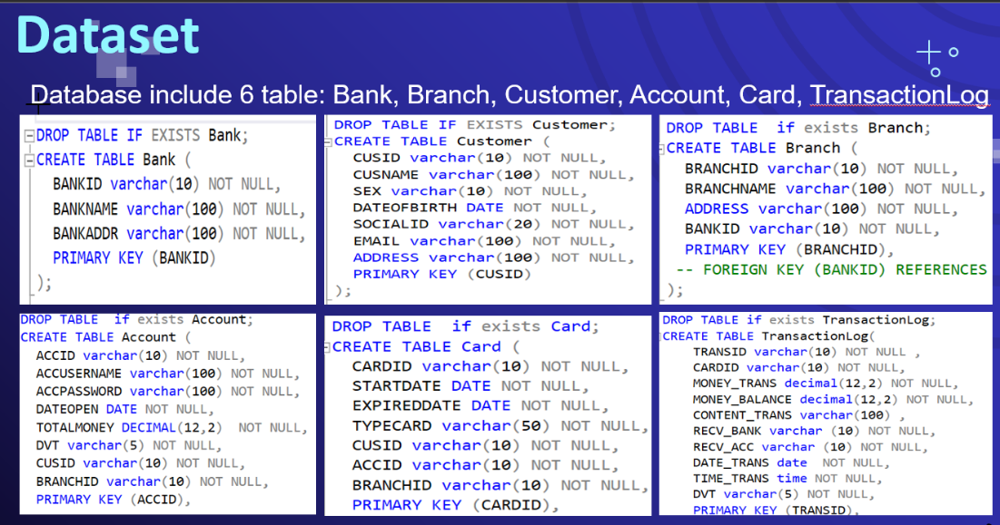 Dataset
Database include 6 table: Bank, Branch, Customer, Account, Card, TransactionLog
DROP TABLE IF EXISTS Bank;
CREATE TABLE Bank (
BANKID varchar(10) NOT NULL,
BANKNAME varchar(100) NOT NULL,
BANKADDR varchar(100) NOT NULL,
PRIMARY KEY (BANKID)
);
DROP TABLE IF EXISTS Customer;
CREATE TABLE Customer (
CUSID varchar(10) NOT NULL,
CUSNAME varchar(100) NOT NULL,
SEX varchar(10) NOT NULL,
DATEOFBIRTH DATE NOT NULL,
SOCIALID varchar(20) NOT NULL,
EMAIL varchar(100) NOT NULL,
ADDRESS varchar(100) NOT NULL,
PRIMARY KEY (CUSID)
);
DROP TABLE  if exists Branch;
CREATE TABLE Branch (
BRANCHID varchar(10) NOT NULL,
BRANCHNAME varchar(100) NOT NULL,
ADDRESS varchar(100) NOT NULL,
BANKID varchar(10) NOT NULL,
PRIMARY KEY (BRANCHID),
-- FOREIGN KEY (BANKID) REFERENCES
);
DROP TABLE  if exists Account;
CREATE TABLE Account (
ACCID varchar(10) NOT NULL,
ACCUSERNAME varchar(100) NOT NULL,
ACCPASSWORD varchar(100) NOT NULL,
DATEOPEN DATE NOT NULL,
TOTALMONEY DECIMAL(12,2)  NOT NULL,
DVT varchar(5) NOT NULL,
CUSID varchar(10) NOT NULL,
BRANCHID varchar(10) NOT NULL,
PRIMARY KEY (ACCID),
DROP TABLE  if exists Card;
CREATE TABLE Card (
CARDID varchar(10) NOT NULL,
STARTDATE DATE NOT NULL,
EXPIREDDATE DATE NOT NULL,
TYPECARD varchar(50) NOT NULL,
CUSID varchar(10) NOT NULL,
ACCID varchar(10) NOT NULL,
BRANCHID varchar(10) NOT NULL,
PRIMARY KEY (CARDID),
DROP TABLE if exists TransactionLog;
CREATE TABLE TransactionLog(
TRANSID varchar(10) NOT NULL ,
CARDID varchar(10) NOT NULL,
MONEY_TRANS decimal(12,2) NOT NULL,
MONEY_BALANCE decimal(12,2) NOT NULL,
CONTENT_TRANS varchar(100) ,
RECV_BANK varchar (10) NOT NULL,
RECV_ACC varchar (10) NOT NULL,
DATE_TRANS date  NOT NULL,
TIME_TRANS time NOT NULL,
DVT varchar(5) NOT NULL,
PRIMARY KEY (TRANSID),